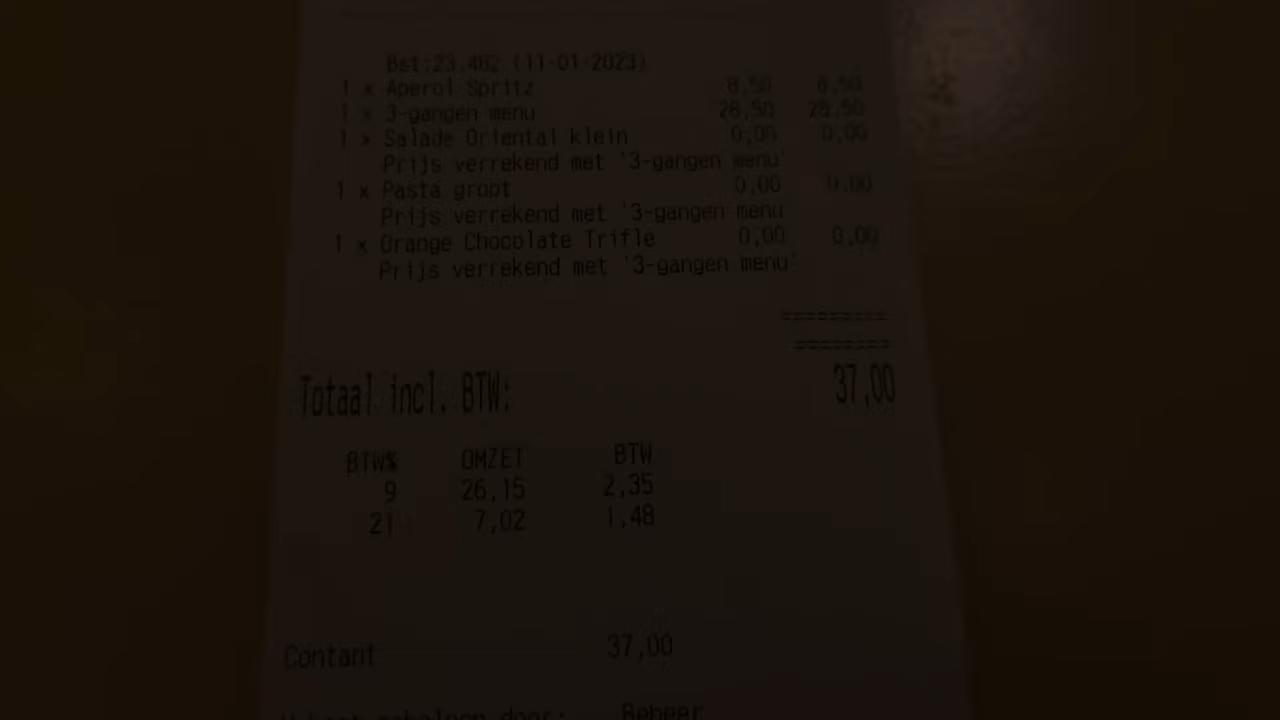 Bst:23.462 (11-01-2023)
1 x Aperol Spritz 8,50 8,50
1 x 3-gangen menu 28,50 28,50
1 x Salade Oriental klein 0,00 0,00
Prijs verrekend met '3-gangen menu'
1 x Pasta groot 0,00 0,00
Prijs verrekend met '3-gangen menu'
1 x Orange Chocolate Trifle 0,00 0,00
Prijs verrekend met '3-gangen menu'
=========
========
Totaal incl. BTW: 37,00
BTW% OMZET BTW
9 26,15 2,35
21 7,02 1,48
Contant 37,00
door: Beheer